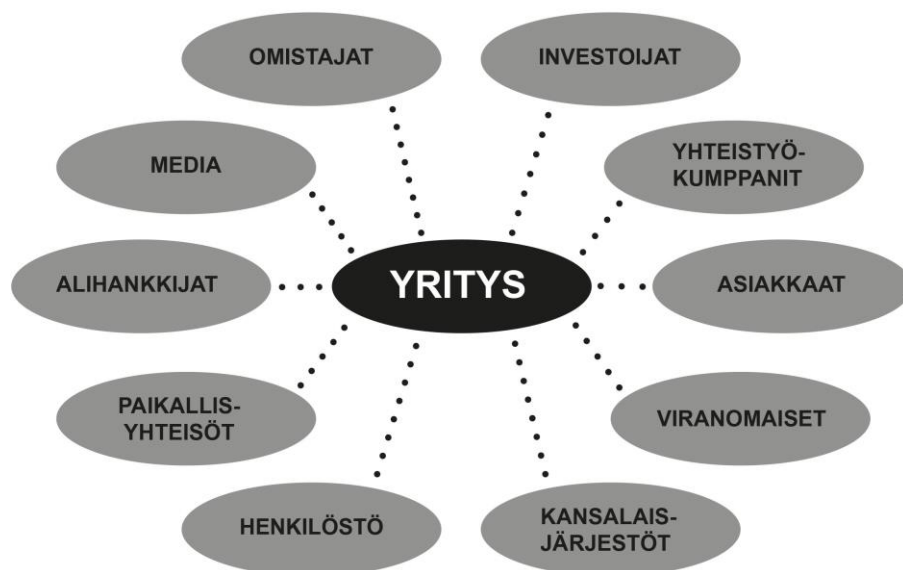 OMISTAJAT
INVESTOIJAT
MEDIA
YHTEISTYÖ-
KUMPPANIT
ALIHANKKIJAT
YRITYS
ASIAKKAAT
PAIKALLIS-
YHTEISÖT
VIRANOMAISET
HENKILÖSTÖ
KANSALAIS-
JÄRJESTÖT